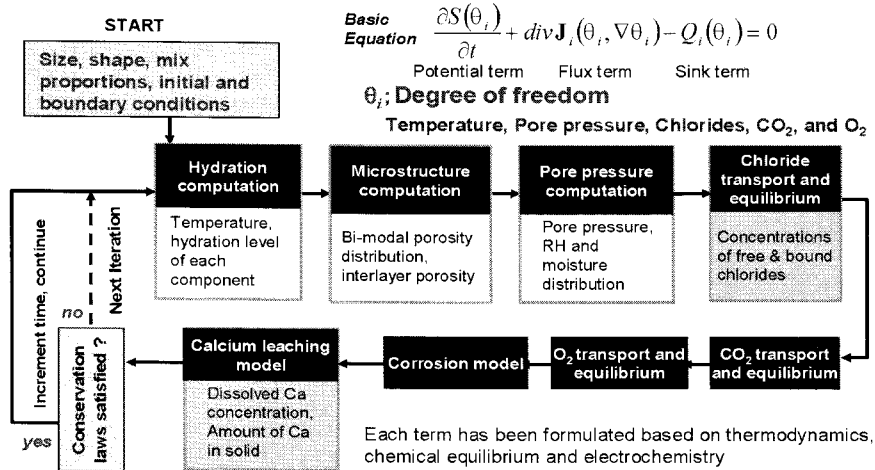 START
Size, shape, mix
proportions, initial and
boundary conditions
Basic
Equation
∂S(θi)/∂t + div Ji(θi, ∇θi) − Qi(θi) = 0
Potential term Flux term Sink term
θi; Degree of freedom
Temperature, Pore pressure, Chlorides, CO2, and O2
Hydration
computation
Temperature,
hydration level
of each
component
Microstructure
computation
Bi-modal porosity
distribution,
interlayer porosity
Pore pressure
computation
Pore pressure,
RH and
moisture
distribution
Chloride
transport and
equilibrium
Concentrations
of free & bound
chlorides
CO2 transport
and equilibrium
O2 transport and
equilibrium
Corrosion model
Calcium leaching
model
Dissolved Ca
concentration,
Amount of Ca
in solid
Conservation
laws satisfied ?
no
Next Iteration
yes
Increment time, continue
Each term has been formulated based on thermodynamics,
chemical equilibrium and electrochemistry